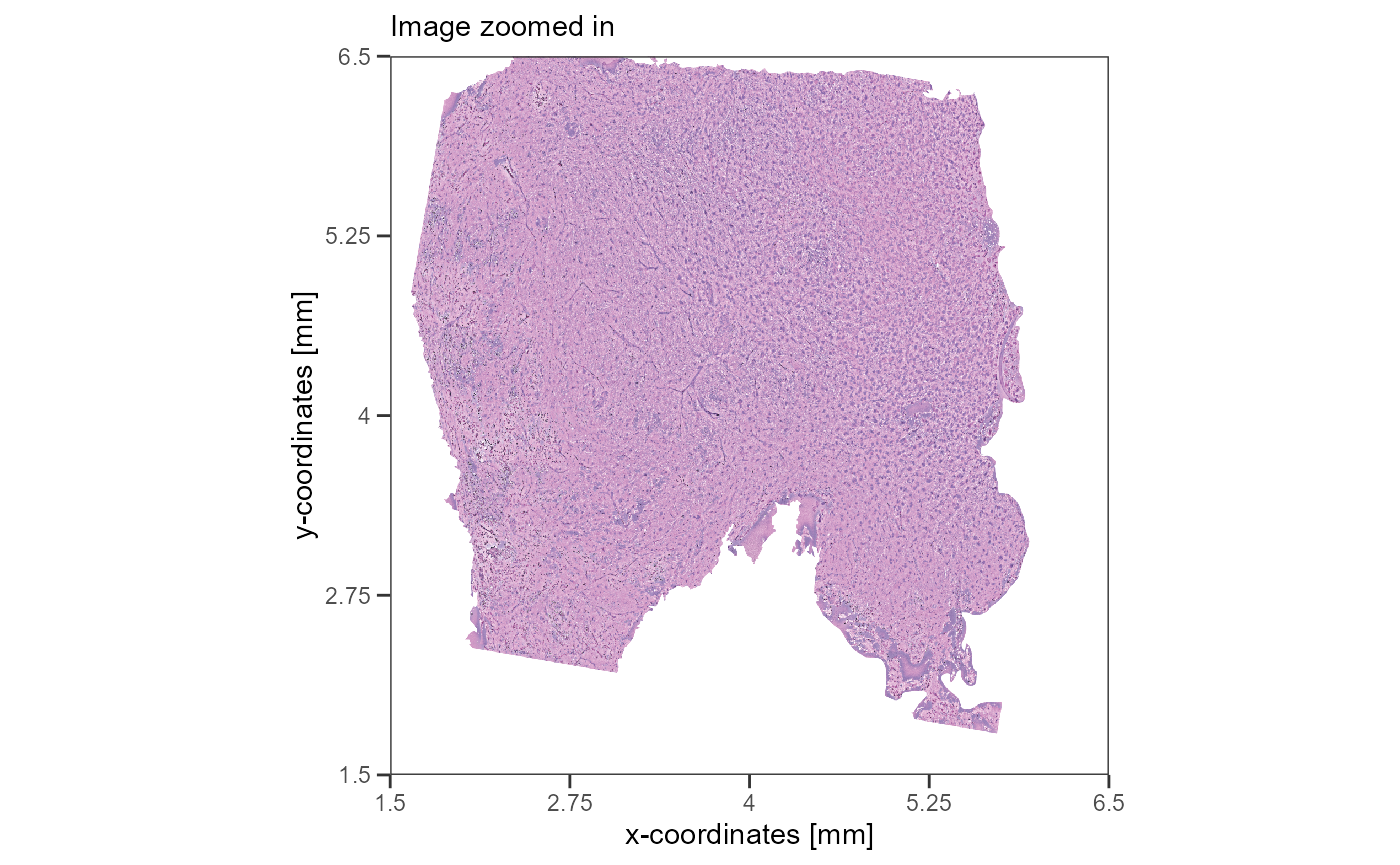 Image zoomed in
6.5
5.25
4
2.75
1.5
1.5 2.75 4 5.25 6.5
x-coordinates [mm]
y-coordinates [mm]